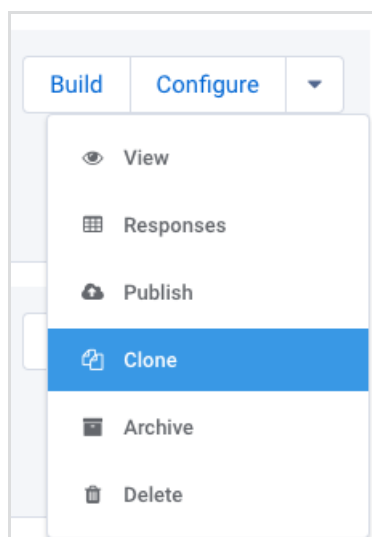 Build Configure
View
Responses
Publish
Clone
Archive
Delete